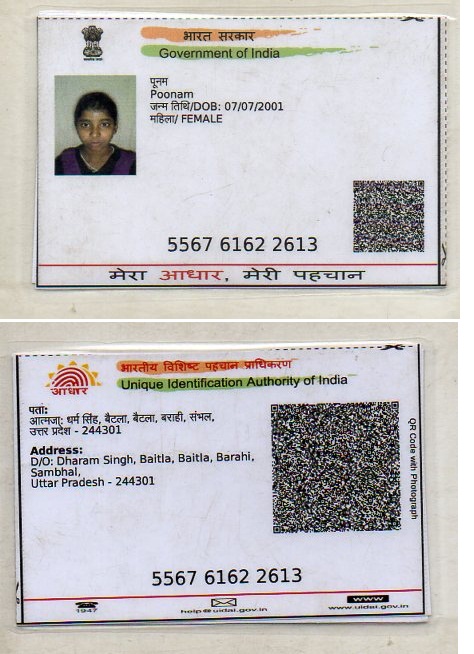 भारत सरकार
Government of India
पूनम
Poonam
जन्म तिथि/DOB: 07/07/2001
महिला/ FEMALE
5567 6162 2613
मेरा आधार, मेरी पहचान
भारतीय विशिष्ट पहचान प्राधिकरण
Unique Identification Authority of India
आधार
पता:
आत्मजा: धर्म सिंह, बैटला, बैटला, बराही, संभल,
उत्तर प्रदेश - 244301
Address:
D/O: Dharam Singh, Baitla, Baitla, Barahi,
Sambhal,
Uttar Pradesh - 244301
QR Code with Photograph
5567 6162 2613
1947
help@uidai.gov.in
www
www.uidai.gov.in